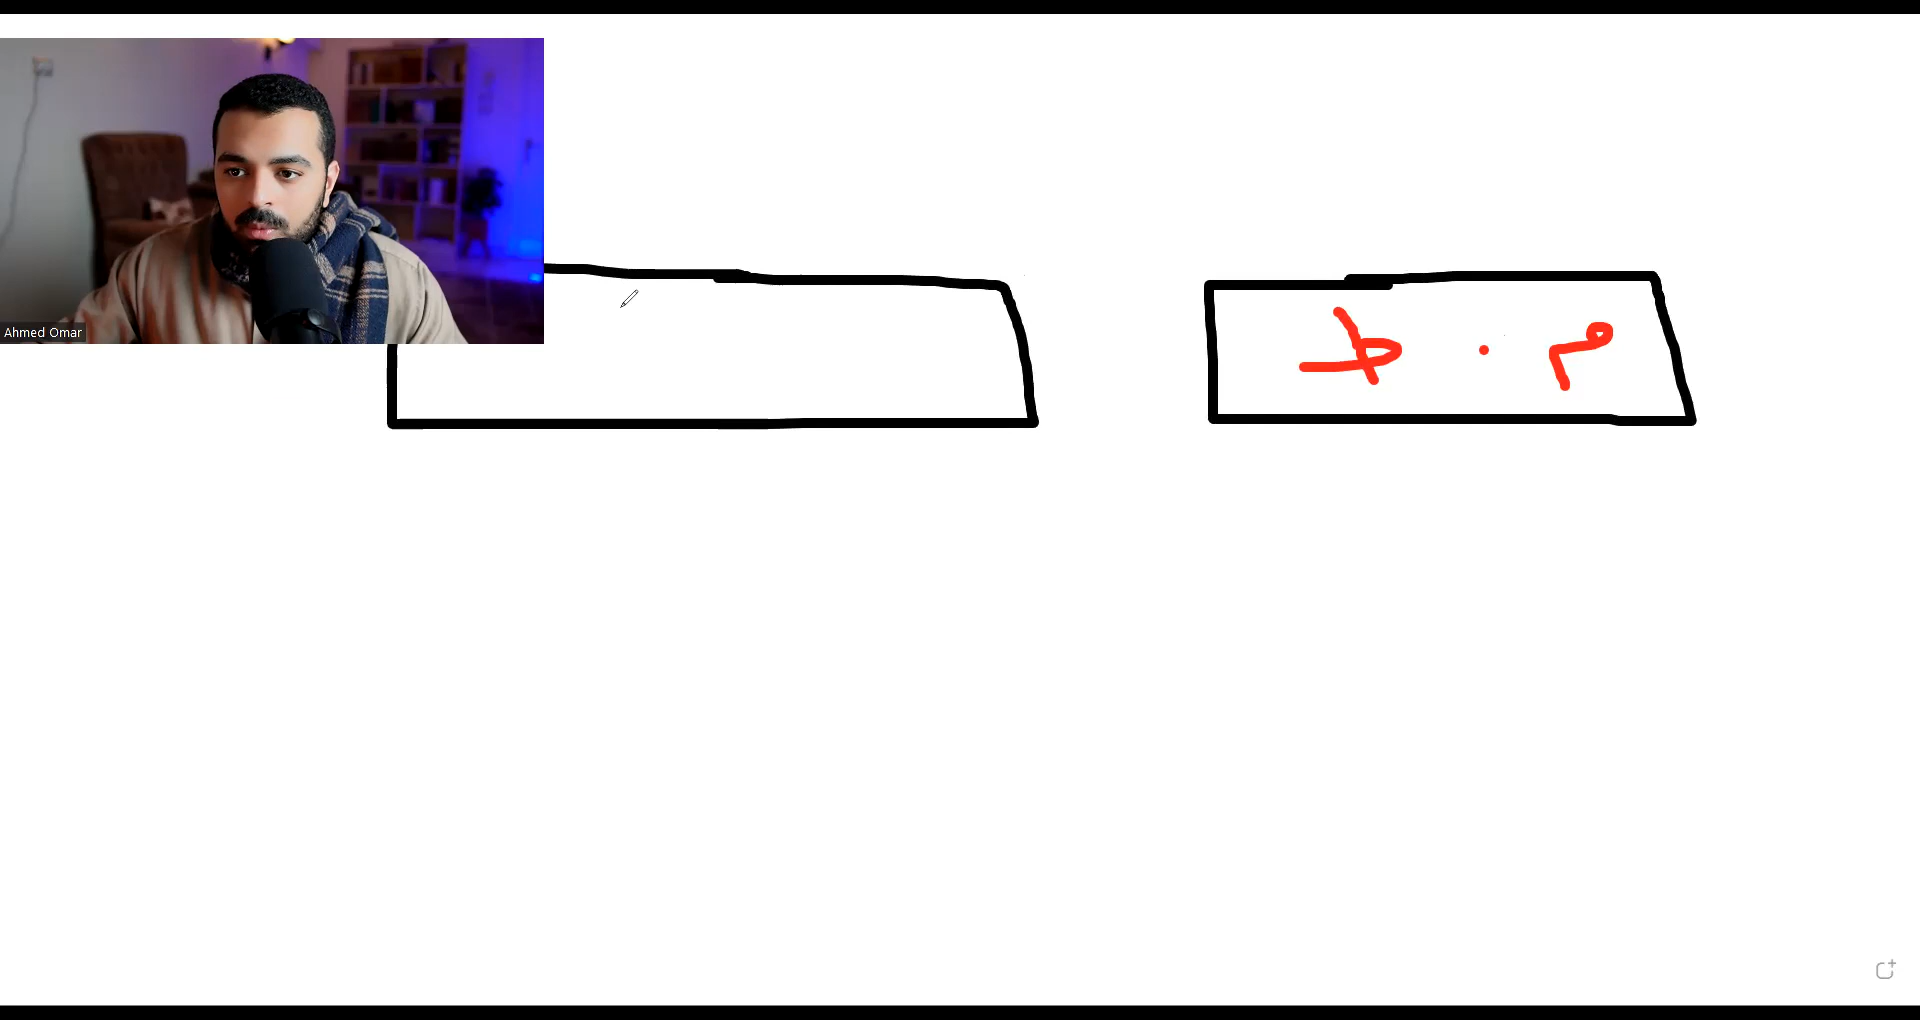 Ahmed Omar
م . ط